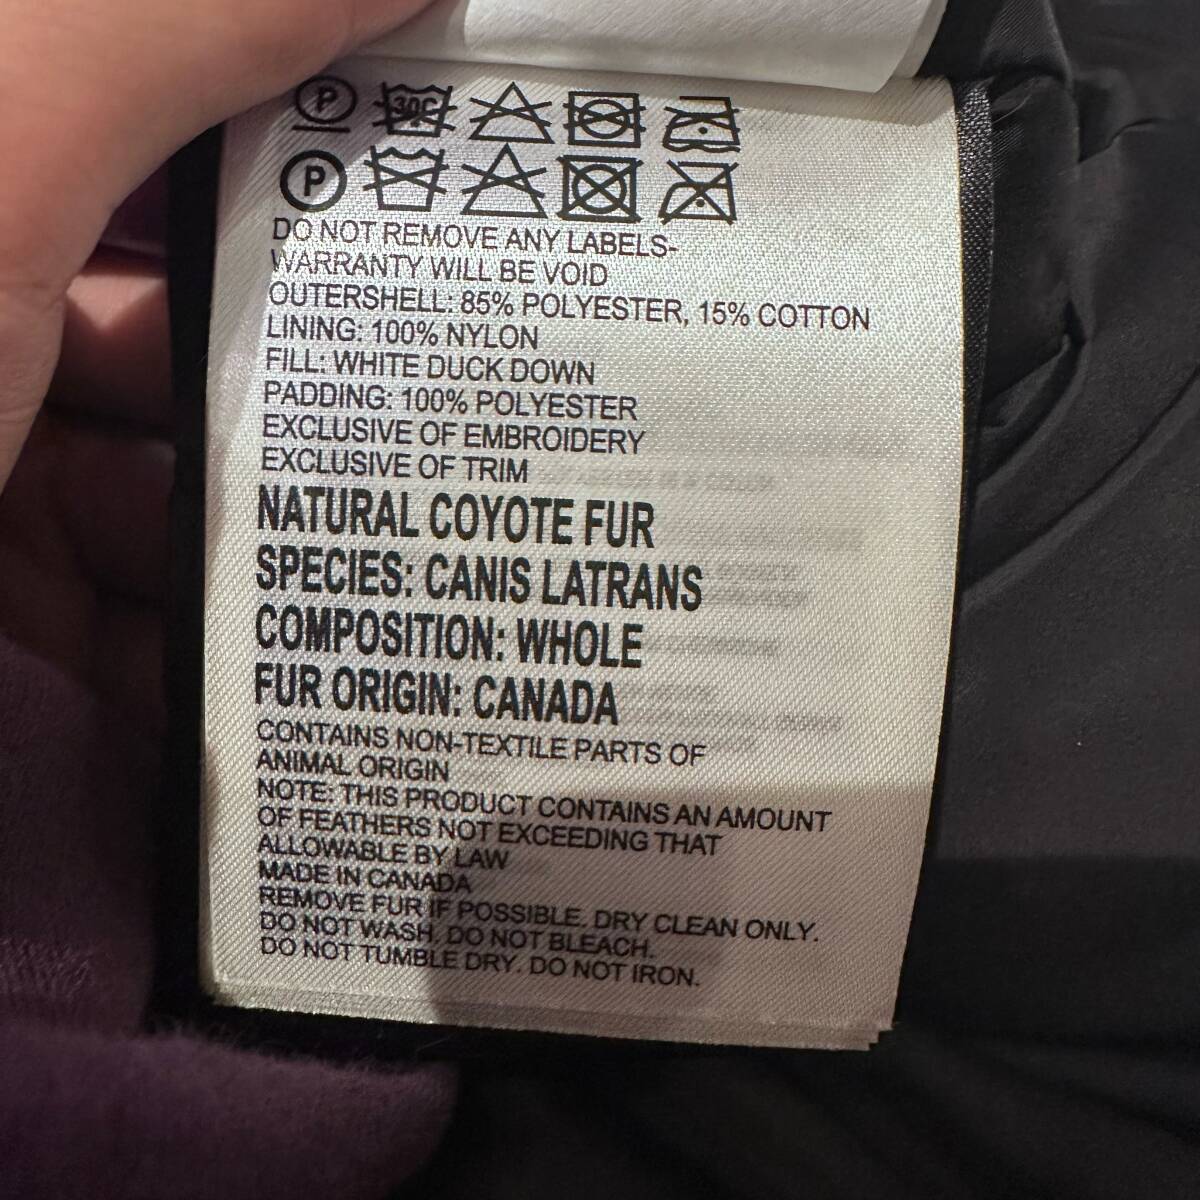 P 30C
P
DO NOT REMOVE ANY LABELS-
WARRANTY WILL BE VOID
OUTERSHELL: 85% POLYESTER, 15% COTTON
LINING: 100% NYLON
FILL: WHITE DUCK DOWN
PADDING: 100% POLYESTER
EXCLUSIVE OF EMBROIDERY
EXCLUSIVE OF TRIM
NATURAL COYOTE FUR
SPECIES: CANIS LATRANS
COMPOSITION: WHOLE
FUR ORIGIN: CANADA
CONTAINS NON-TEXTILE PARTS OF
ANIMAL ORIGIN
NOTE: THIS PRODUCT CONTAINS AN AMOUNT
OF FEATHERS NOT EXCEEDING THAT
ALLOWABLE BY LAW
MADE IN CANADA
REMOVE FUR IF POSSIBLE. DRY CLEAN ONLY.
DO NOT WASH. DO NOT BLEACH.
DO NOT TUMBLE DRY. DO NOT IRON.